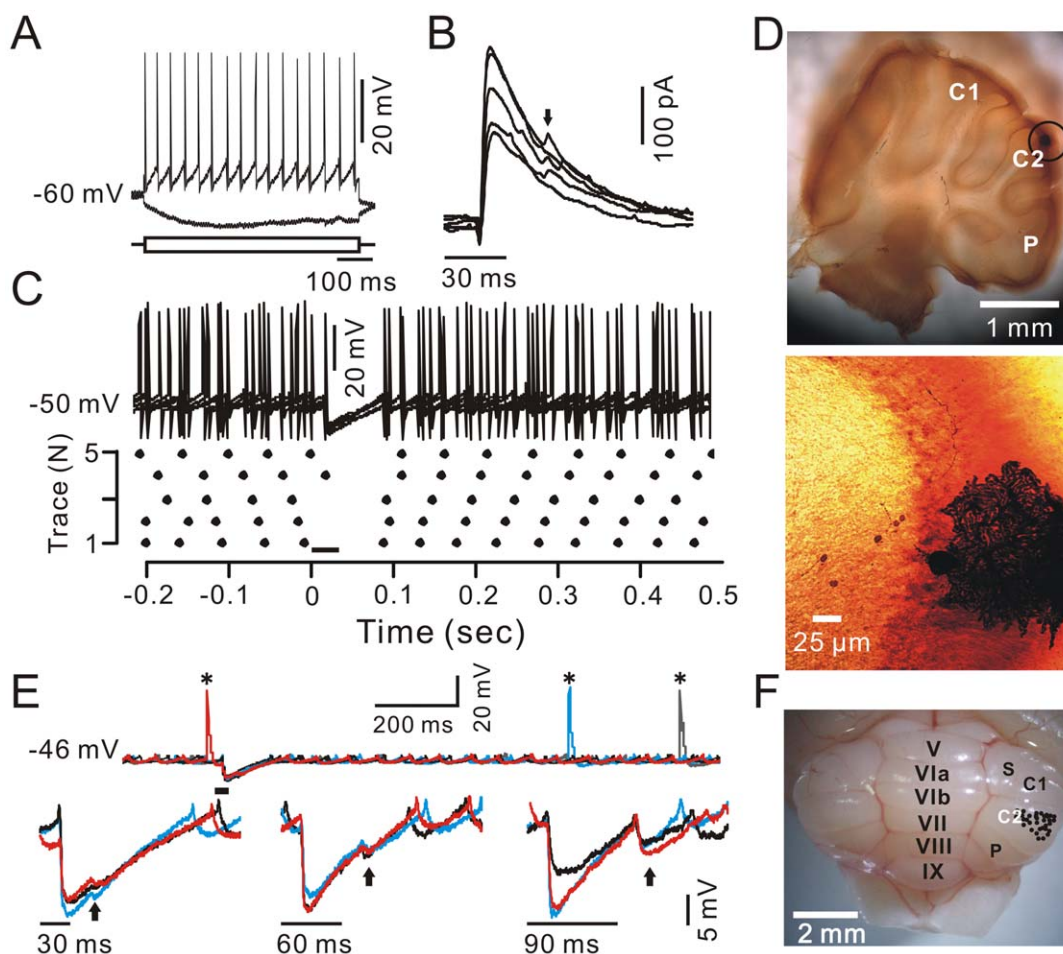 A
20 mV
-60 mV
100 ms
B
100 pA
30 ms
C
20 mV
-50 mV
Trace (N)
5
1
-0.2 -0.1 0 0.1 0.2 0.3 0.4 0.5
Time (sec)
D
C1
C2
P
1 mm
25 µm
E
* * *
200 ms
20 mV
-46 mV
30 ms
60 ms
90 ms
5 mV
F
V
VIa
VIb
VII
VIII
IX
S
C1
C2
P
2 mm